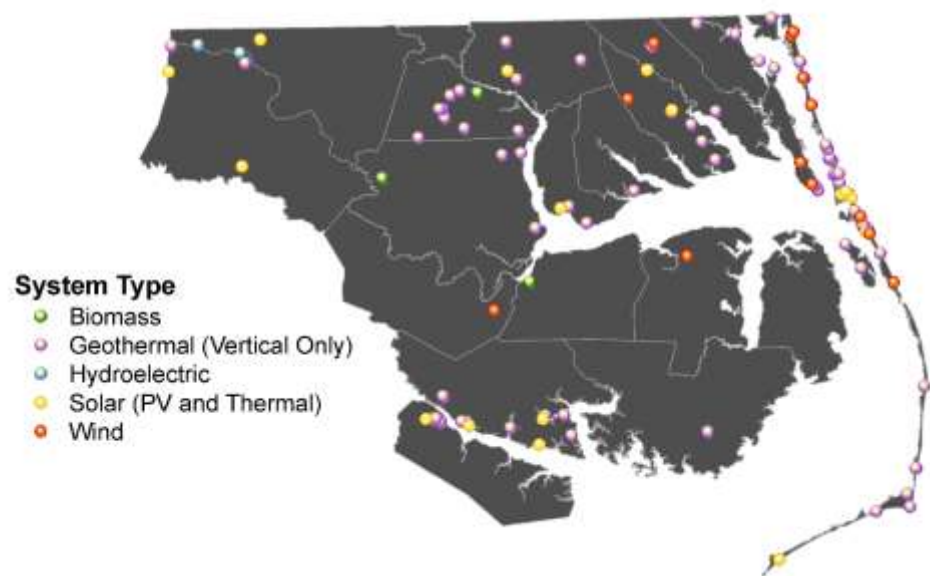 System Type
Biomass
Geothermal (Vertical Only)
Hydroelectric
Solar (PV and Thermal)
Wind